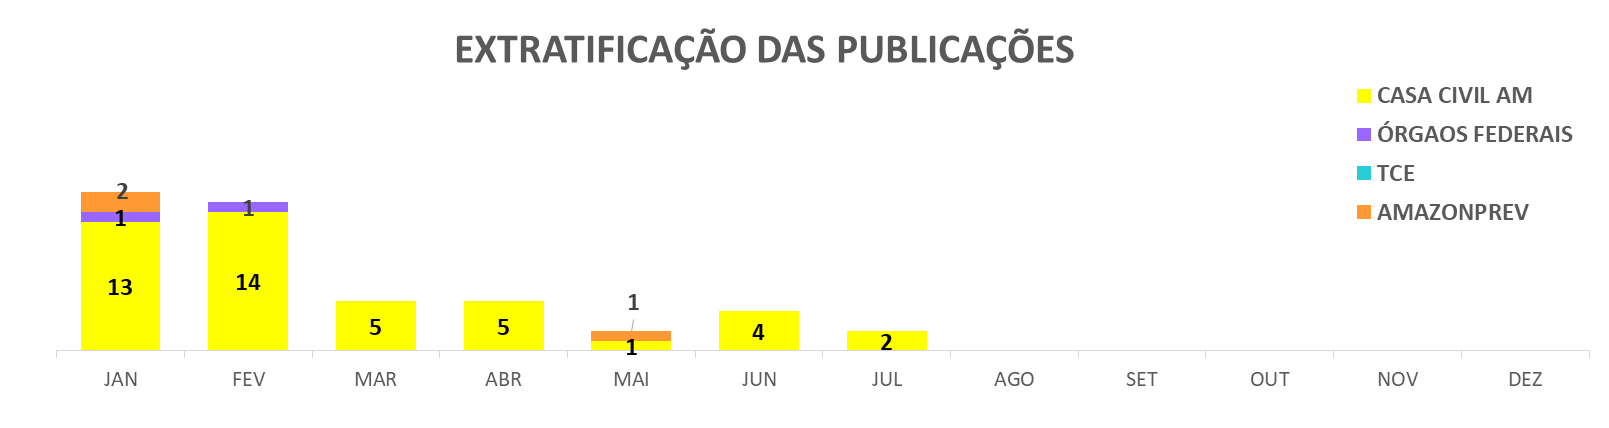 EXTRATIFICAÇÃO DAS PUBLICAÇÕES
CASA CIVIL AM
ÓRGAOS FEDERAIS
TCE
AMAZONPREV
2
1
1
13
14
5
5
1
1
4
2
JAN FEV MAR ABR MAI JUN JUL AGO SET OUT NOV DEZ